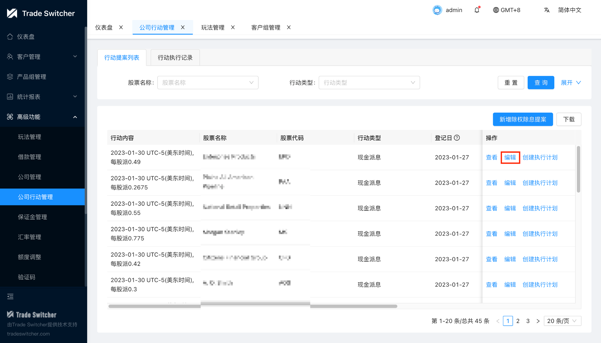 Trade Switcher
admin
GMT+8
简体中文
仪表盘
公司行动管理
玩法管理
客户组管理
仪表盘
客户管理
产品组管理
统计报表
高级功能
玩法管理
借款管理
公司管理
公司行动管理
保证金管理
汇率管理
额度调整
验证码
Trade Switcher
由Trade Switcher提供技术支持
tradeswitcher.com
行动提案列表 行动执行记录
股票名称: 股票名称 行动类型: 行动类型 重 置 查 询 展开
新增除权除息提案 下载
行动内容 股票名称 股票代码 行动类型 登记日 操作
2023-01-30 UTC-5(美东时间),
每股派0.49
现金派息 2023-01-27 查看 编辑 创建执行计划
2023-01-30 UTC-5(美东时间),
每股派0.2675
现金派息 2023-01-27 查看 编辑 创建执行计划
2023-01-30 UTC-5(美东时间),
每股派0.55
现金派息 2023-01-27 查看 编辑 创建执行计划
2023-01-30 UTC-5(美东时间),
每股派0.775
现金派息 2023-01-27 查看 编辑 创建执行计划
2023-01-30 UTC-5(美东时间),
每股派0.42
现金派息 2023-01-27 查看 编辑 创建执行计划
2023-01-30 UTC-5(美东时间),
每股派0.3
现金派息 2023-01-27 查看 编辑 创建执行计划
第 1-20 条/总共 45 条 1 2 3 20 条/页